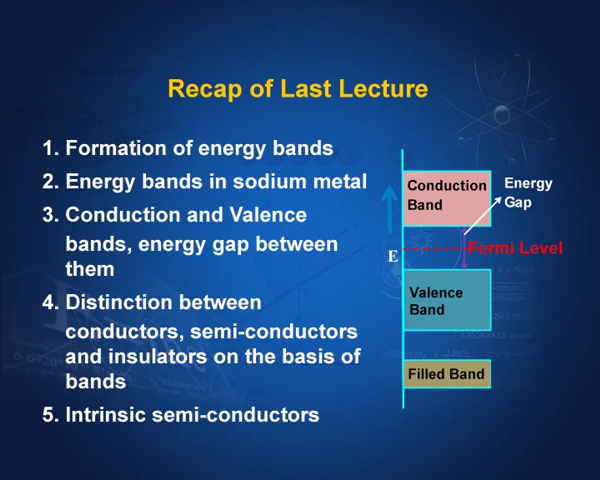 Recap of Last Lecture
1. Formation of energy bands
2. Energy bands in sodium metal
3. Conduction and Valence
bands, energy gap between
them
4. Distinction between
conductors, semi-conductors
and insulators on the basis of
bands
5. Intrinsic semi-conductors
Conduction
Band
Energy
Gap
Fermi Level
E
Valence
Band
Filled Band